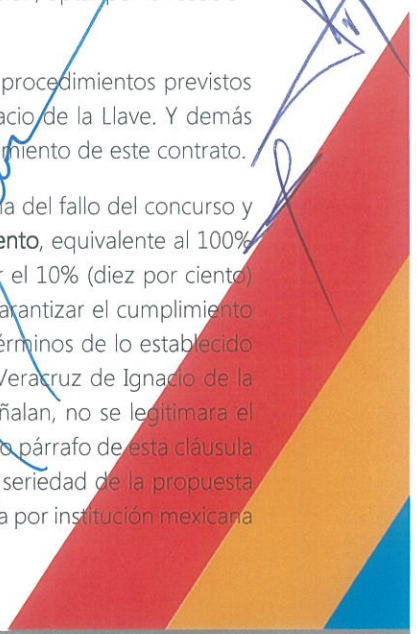 procedimientos previstos
acio de la Llave. Y demás
miento de este contrato.
na del fallo del concurso y
ento, equivalente al 100%
r el 10% (diez por ciento)
arantizar el cumplimiento
érminos de lo establecido
Veracruz de Ignacio de la
ñalan, no se legitimara el
o párrafo de esta cláusula
seriedad de la propuesta
a por institución mexicana